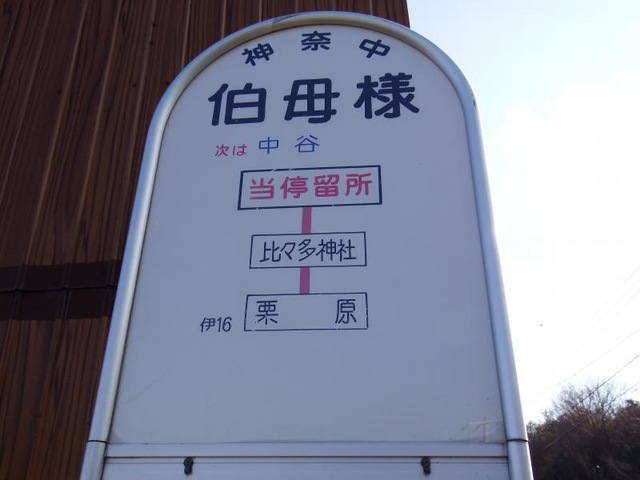 神奈中
伯母様
次は 中谷
当停留所
比々多神社
伊16 栗原